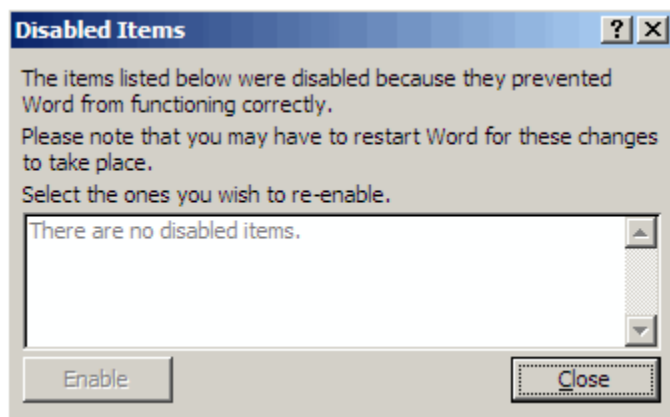 Disabled Items
The items listed below were disabled because they prevented
Word from functioning correctly.
Please note that you may have to restart Word for these changes
to take place.
Select the ones you wish to re-enable.
There are no disabled items.
Enable
Close